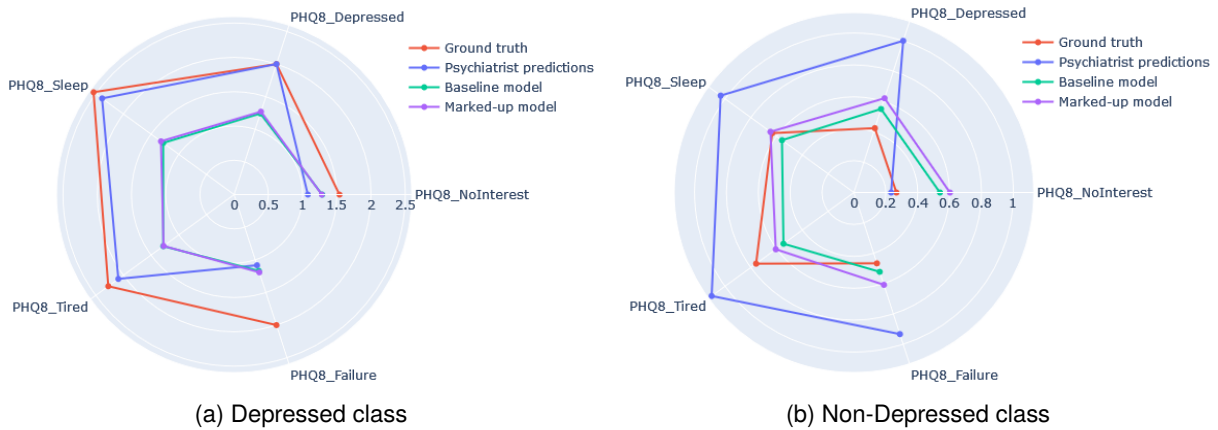 PHQ8_Depressed
Ground truth
Psychiatrist predictions
Baseline model
Marked-up model
PHQ8_Sleep
0
0.5
1
1.5
2
2.5
PHQ8_NoInterest
PHQ8_Tired
PHQ8_Failure
(a) Depressed class
PHQ8_Depressed
Ground truth
Psychiatrist predictions
Baseline model
Marked-up model
PHQ8_Sleep
0
0.2
0.4
0.6
0.8
1
PHQ8_NoInterest
PHQ8_Tired
PHQ8_Failure
(b) Non-Depressed class